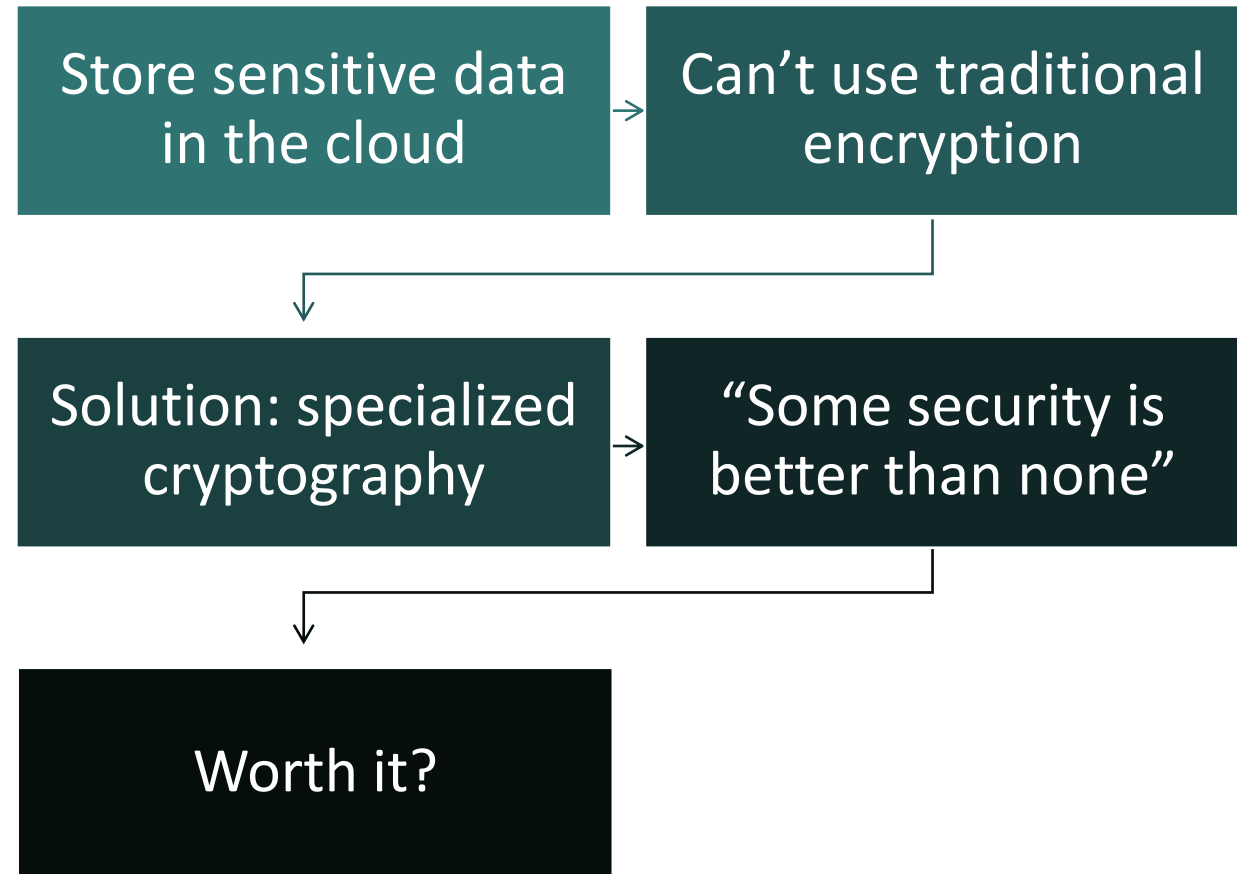 Store sensitive data
in the cloud
Can’t use traditional
encryption
Solution: specialized
cryptography
“Some security is
better than none”
Worth it?